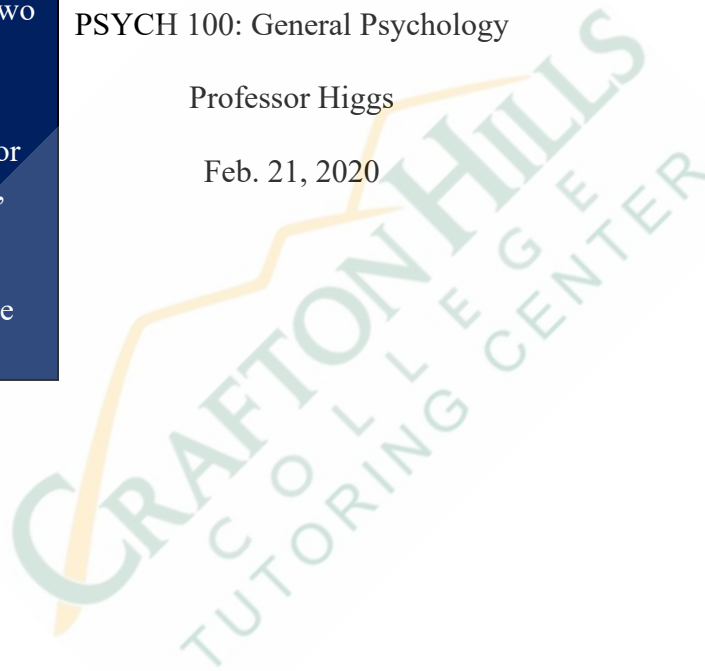 wo
or
,
e
PSYCH 100: General Psychology
Professor Higgs
Feb. 21, 2020
CRAFTON HILLS
COLLEGE
TUTORING CENTER